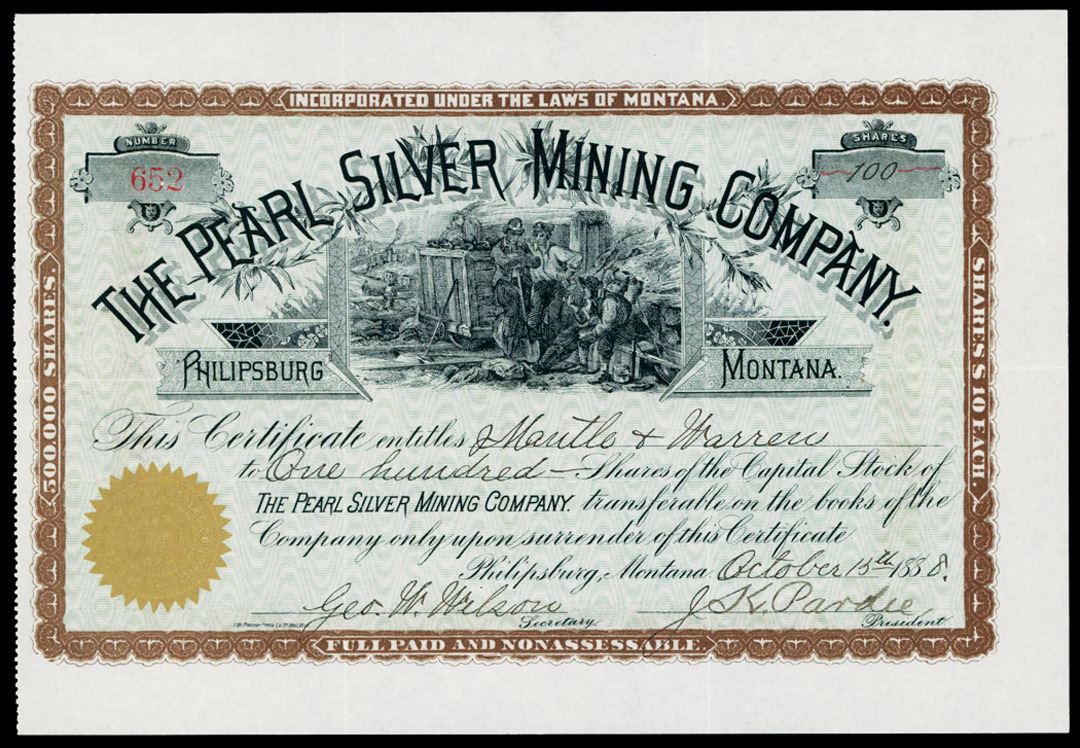 INCORPORATED UNDER THE LAWS OF MONTANA.
NUMBER
652
SHARES
100
THE PEARL SILVER MINING COMPANY.
PHILIPSBURG
MONTANA.
500.000 SHARES.
SHARES $10 EACH.
This Certificate entitles Mantle & Warren
to One hundred Shares of the Capital Stock of
THE PEARL SILVER MINING COMPANY. transferable on the books of the
Company only upon surrender of this Certificate
Philipsburg, Montana. October 15th 1888.
Geo. W. Wilson
Secretary.
J K Pardee
President
FULL PAID AND NONASSESSABLE.